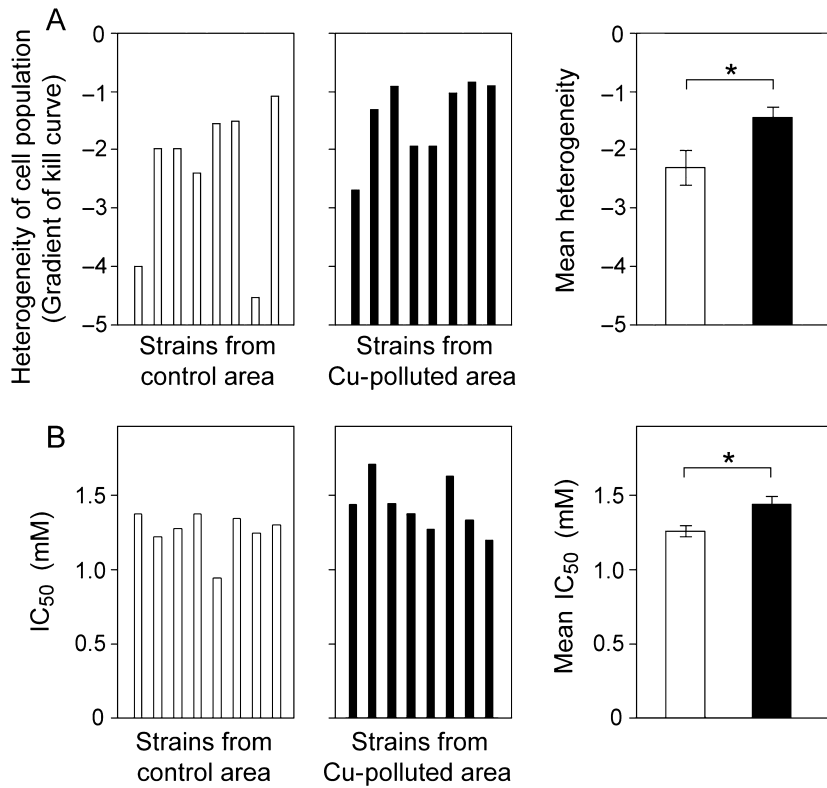 A
Heterogeneity of cell population
(Gradient of kill curve)
0
–1
–2
–3
–4
–5
Strains from
control area
Strains from
Cu-polluted area
Mean heterogeneity
0
–1
–2
–3
–4
–5
*
B
IC50 (mM)
1.5
1.0
0.5
0
Strains from
control area
Strains from
Cu-polluted area
Mean IC50 (mM)
1.5
1.0
0.5
0
*